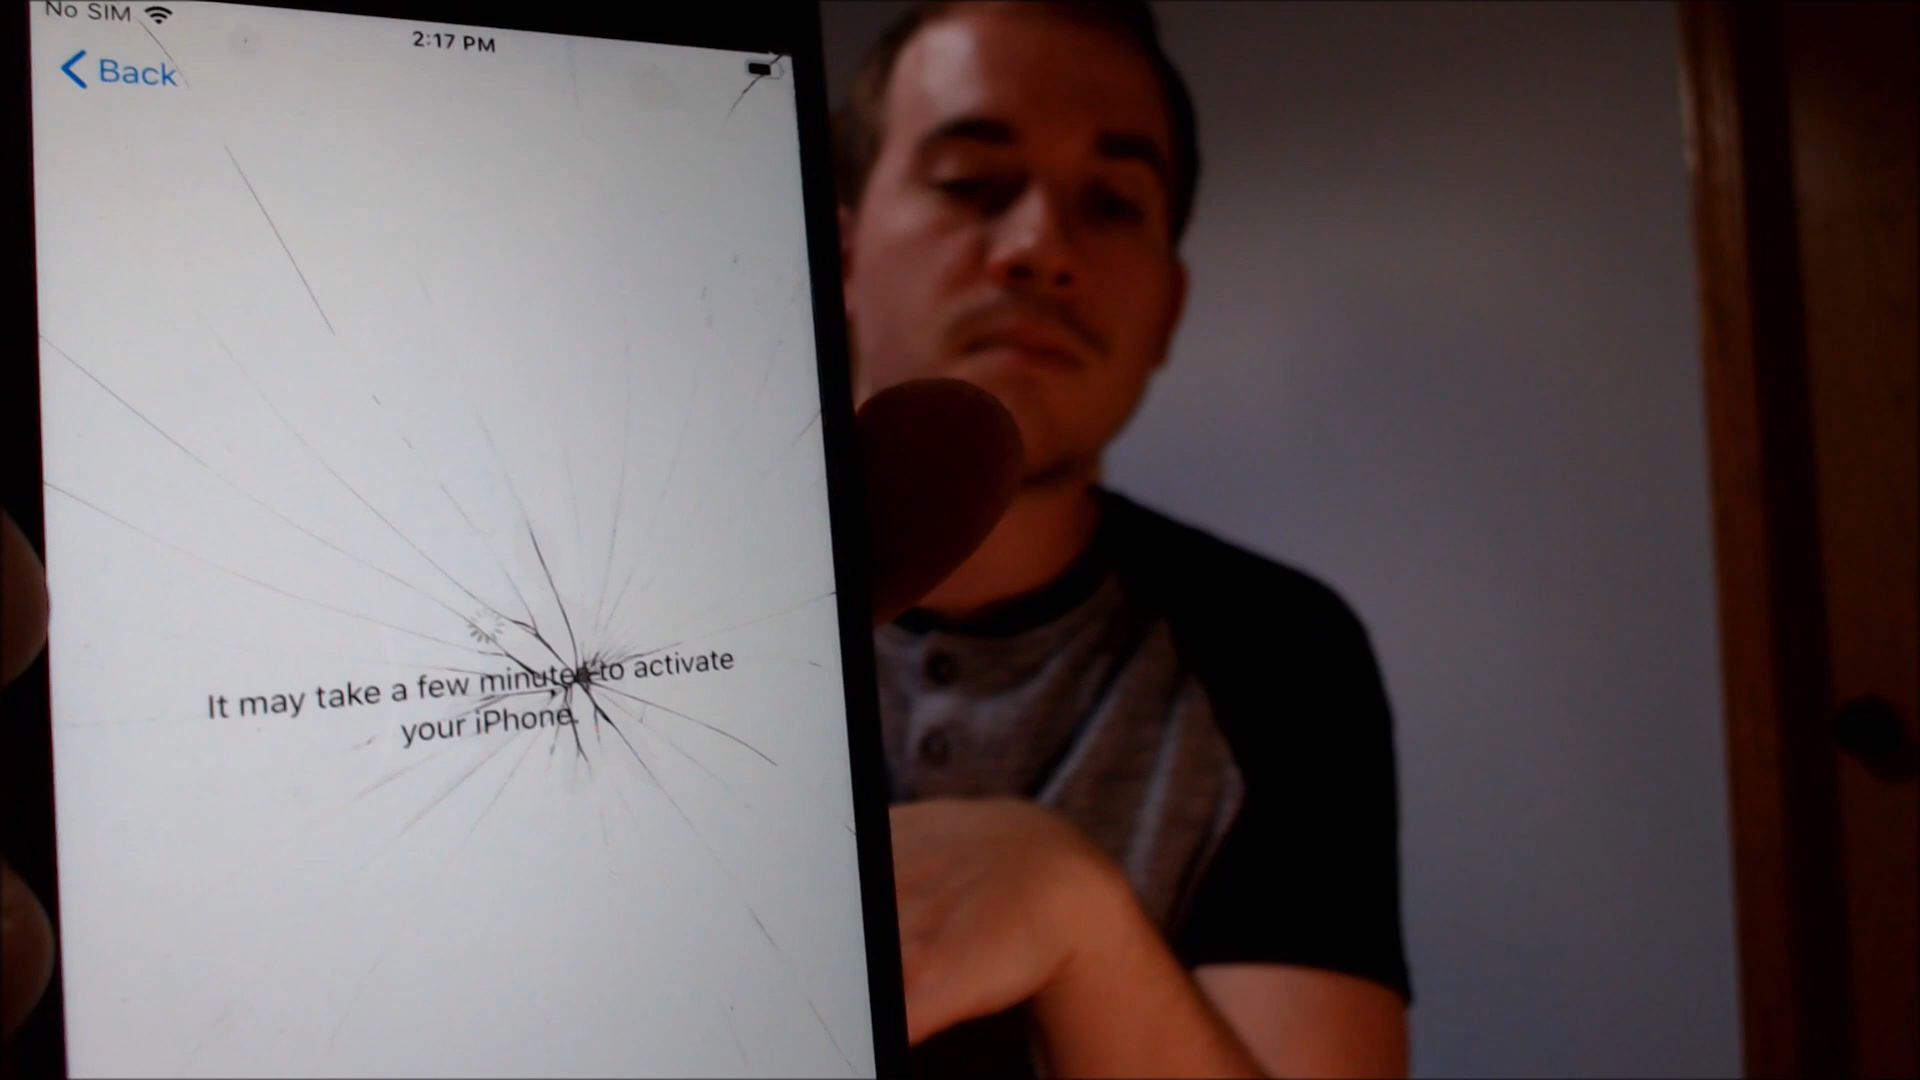 No SIM
2:17 PM
Back
It may take a few minutes to activate
your iPhone.